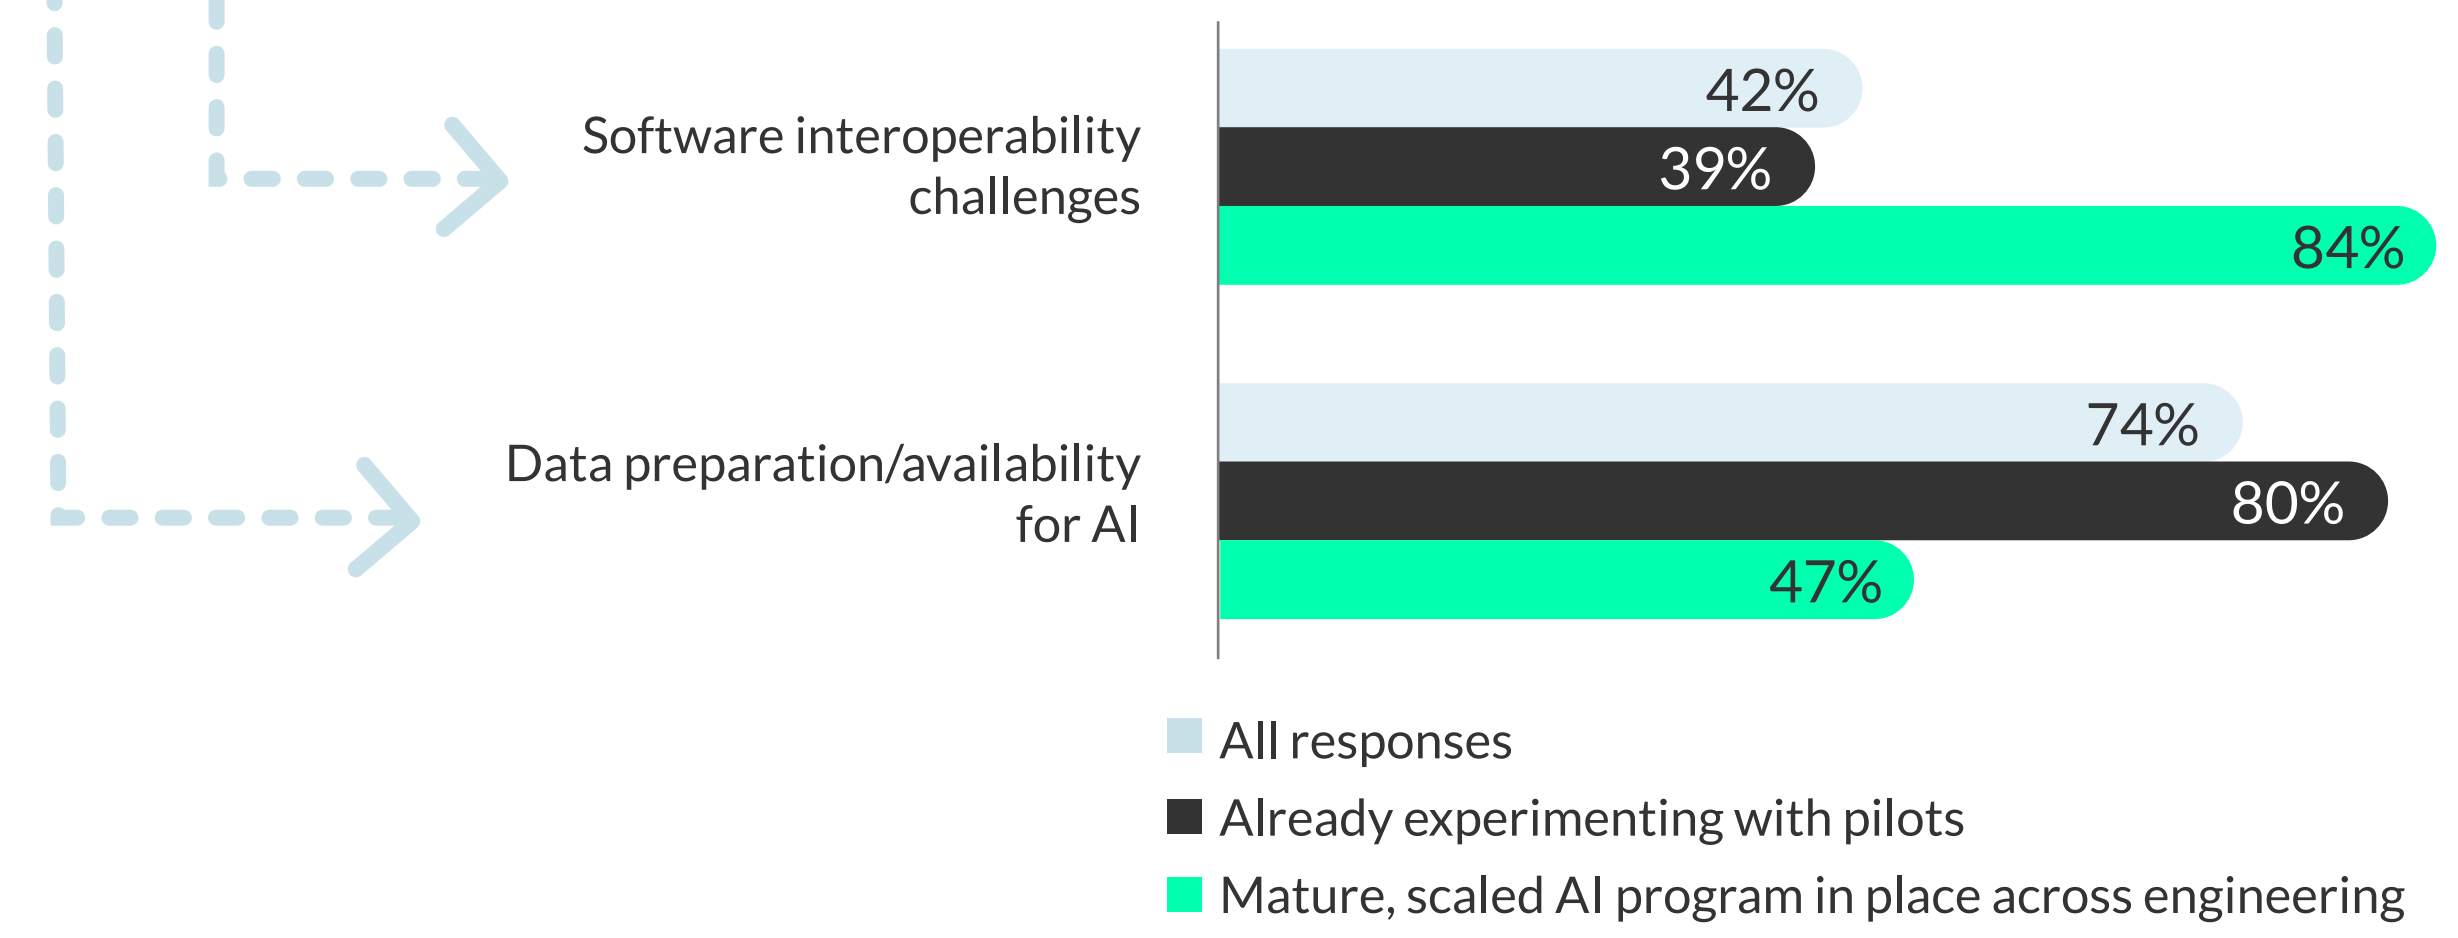 Software interoperability
challenges
42%
39%
84%
Data preparation/availability
for AI
74%
80%
47%
All responses
Already experimenting with pilots
Mature, scaled AI program in place across engineering